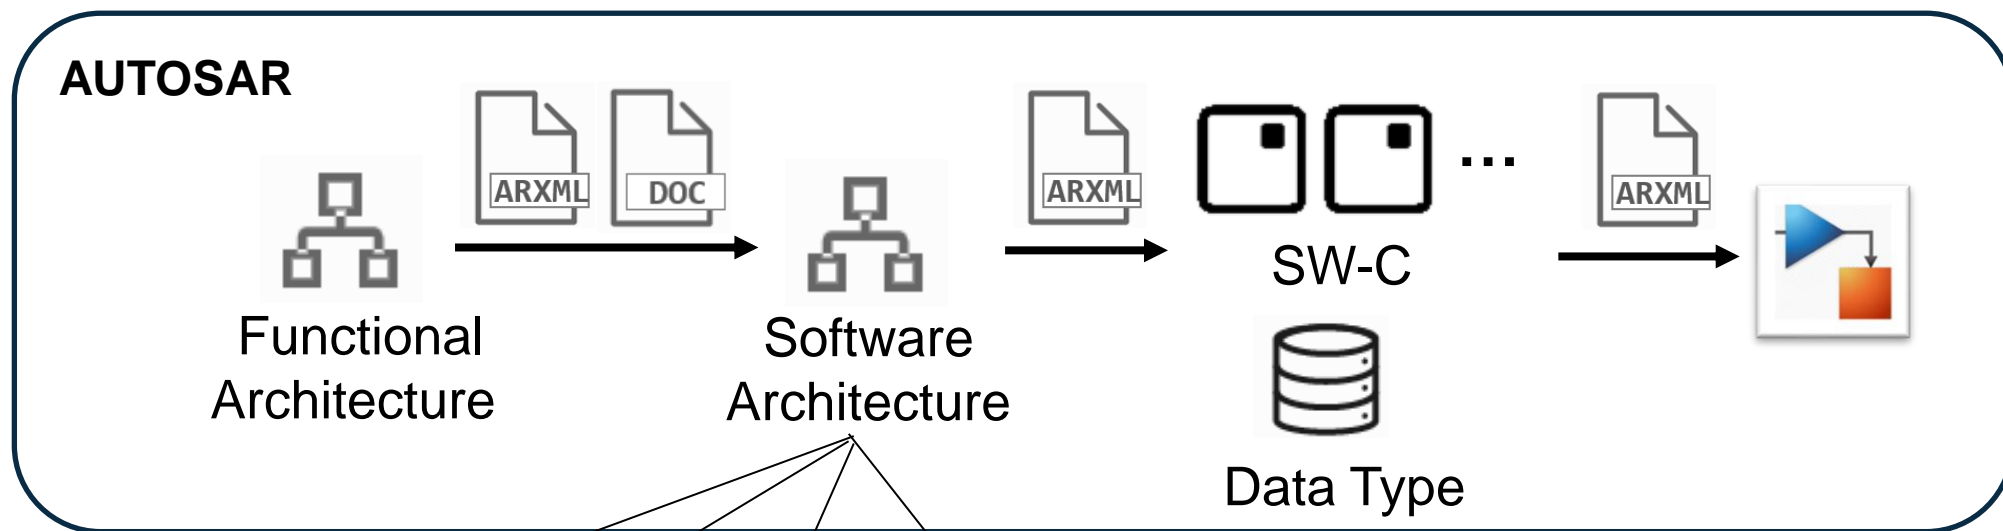 AUTOSAR
ARXML
DOC
ARXML
...
ARXML
SW-C
Functional
Architecture
Software
Architecture
Data Type